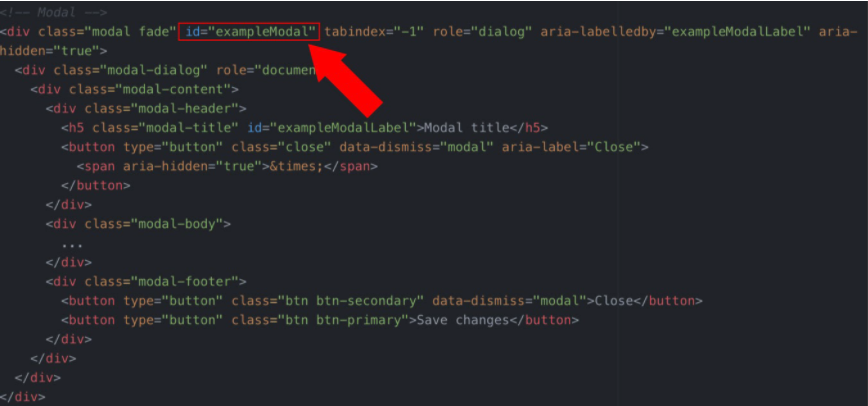 <!-- Modal -->
<div class="modal fade" id="exampleModal" tabindex="-1" role="dialog" aria-labelledby="exampleModalLabel" aria-
hidden="true">
  <div class="modal-dialog" role="documen
    <div class="modal-content">
      <div class="modal-header">
        <h5 class="modal-title" id="exampleModalLabel">Modal title</h5>
        <button type="button" class="close" data-dismiss="modal" aria-label="Close">
          <span aria-hidden="true">&times;</span>
        </button>
      </div>
      <div class="modal-body">
        ...
      </div>
      <div class="modal-footer">
        <button type="button" class="btn btn-secondary" data-dismiss="modal">Close</button>
        <button type="button" class="btn btn-primary">Save changes</button>
      </div>
    </div>
  </div>
</div>